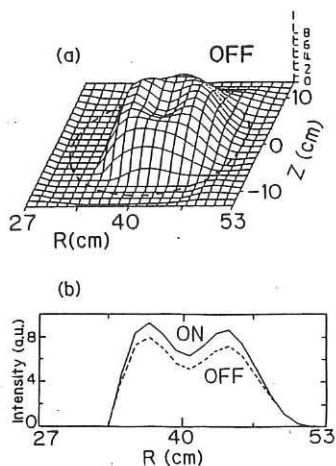 (a)
OFF
8
6
4
2
0
10
0
-10
Z (cm)
27
40
53
R(cm)
(b)
Intensity (a.u.)
8
4
0
ON
OFF
27
40
53
R (cm)